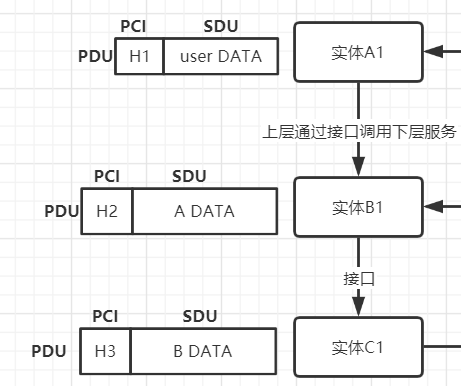 PCI SDU
PDU H1 user DATA 实体A1
上层通过接口调用下层服务
PCI SDU
PDU H2 A DATA 实体B1
接口
PCI SDU
PDU H3 B DATA 实体C1